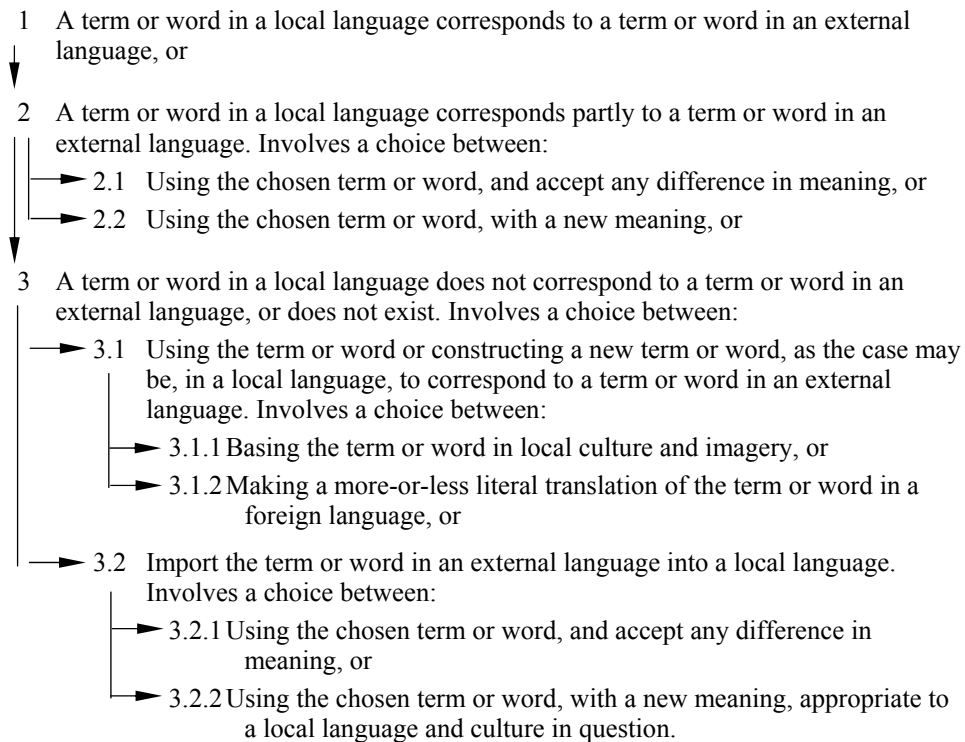 1 A term or word in a local language corresponds to a term or word in an external
language, or
2 A term or word in a local language corresponds partly to a term or word in an
external language. Involves a choice between:
2.1 Using the chosen term or word, and accept any difference in meaning, or
2.2 Using the chosen term or word, with a new meaning, or
3 A term or word in a local language does not correspond to a term or word in an
external language, or does not exist. Involves a choice between:
3.1 Using the term or word or constructing a new term or word, as the case may
be, in a local language, to correspond to a term or word in an external
language. Involves a choice between:
3.1.1 Basing the term or word in local culture and imagery, or
3.1.2 Making a more-or-less literal translation of the term or word in a
foreign language, or
3.2 Import the term or word in an external language into a local language.
Involves a choice between:
3.2.1 Using the chosen term or word, and accept any difference in
meaning, or
3.2.2 Using the chosen term or word, with a new meaning, appropriate to
a local language and culture in question.